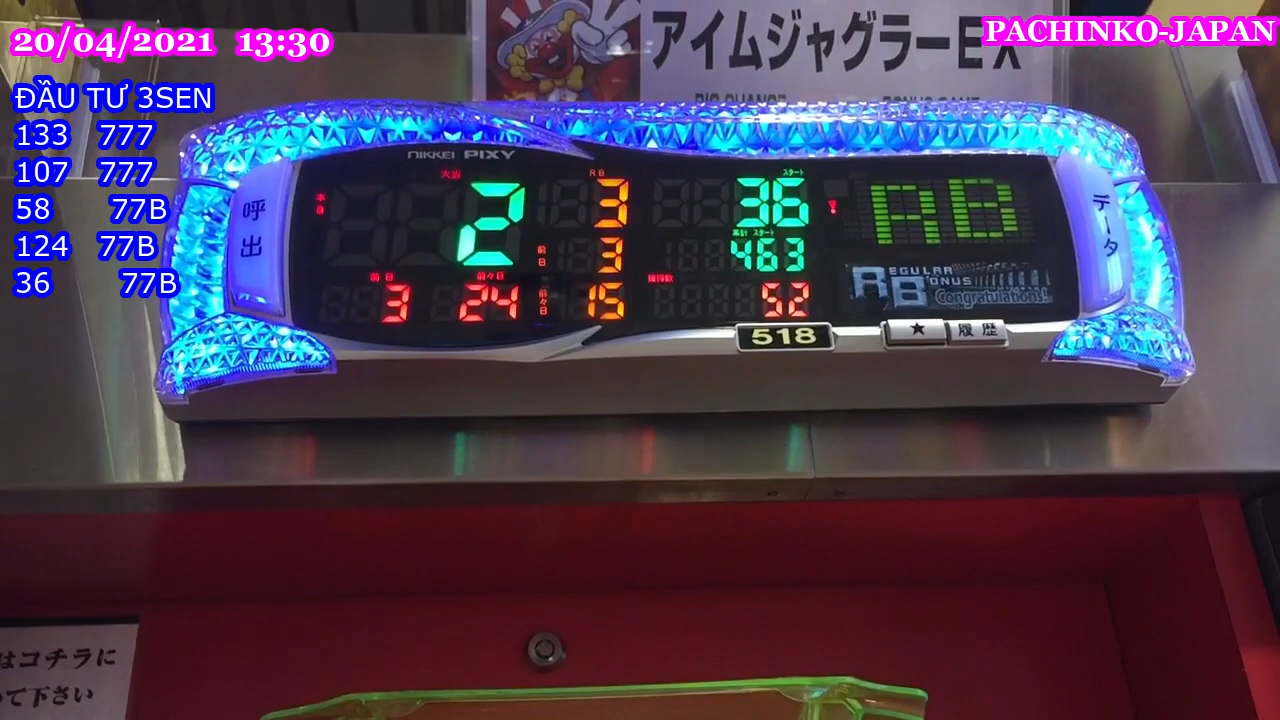 20/04/2021 13:30
PACHINKO-JAPAN
アイムジャグラーEX
ĐẦU TƯ 3SEN
133 777
107 777
58 77B
124 77B
36 77B
NIKKEI PIXY
呼出
大当 RB スタート
本日 2 3 36
RB
データ
前日 3
累計 スタート 463
前日 前々日 獲得数
3 24 前々日 15 52
REGULAR BONUS
Congratulations!
518
★ 履歴
はコチラに
て下さい